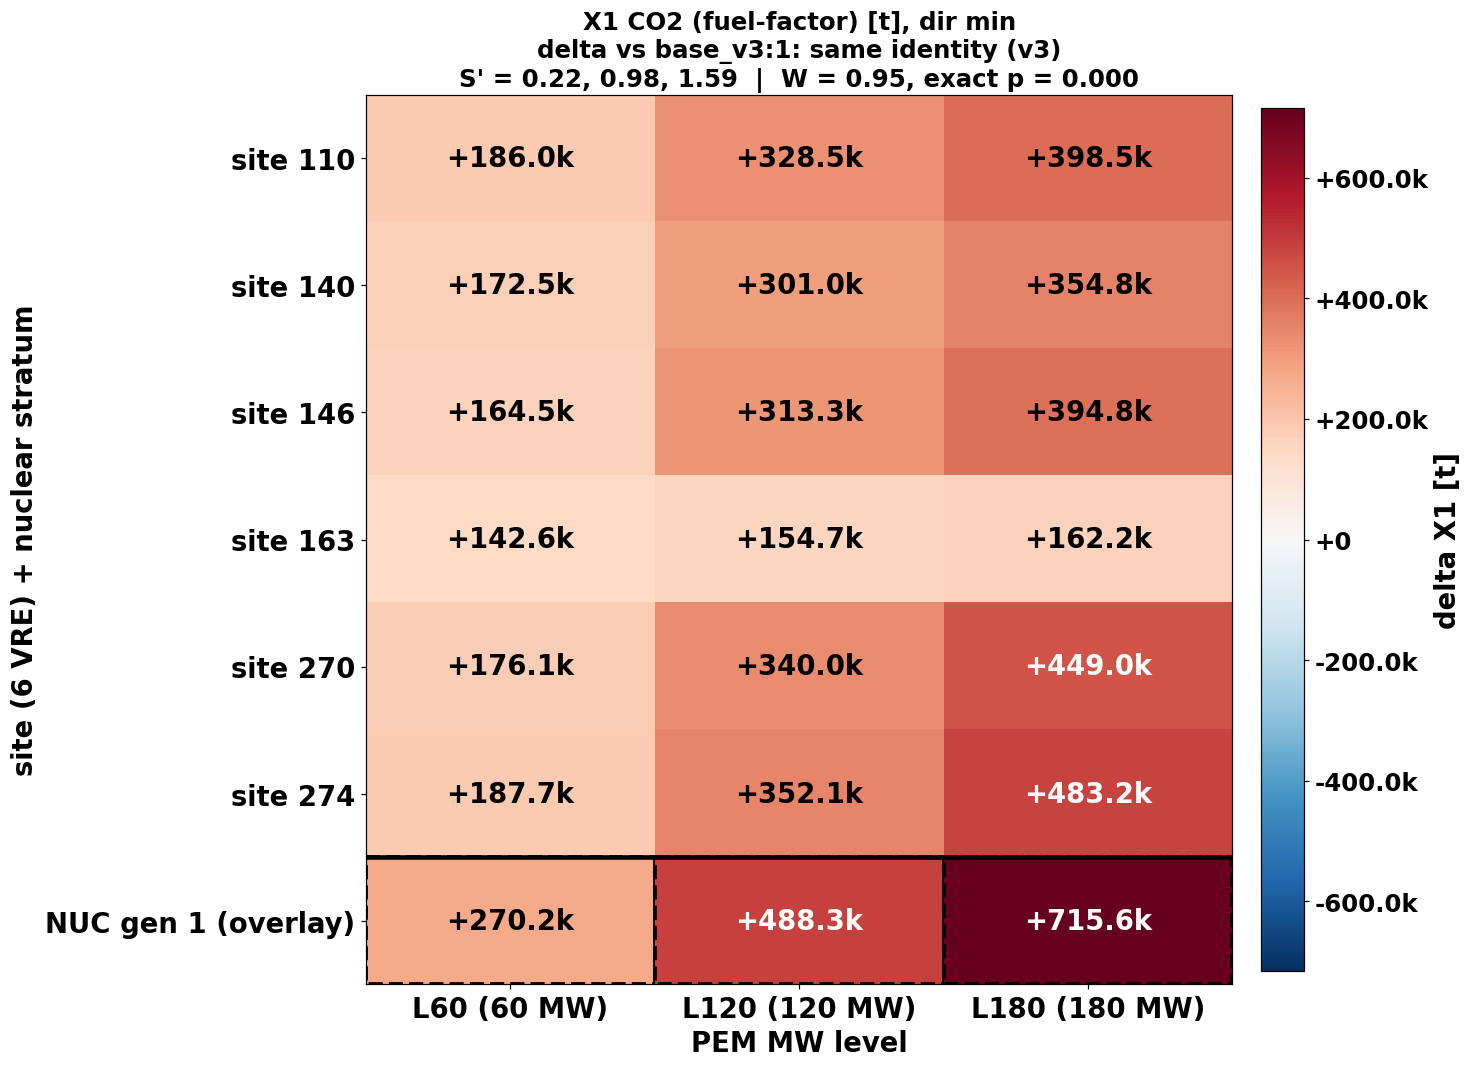 X1 CO2 (fuel-factor) [t], dir min
delta vs base_v3:1: same identity (v3)
S' = 0.22, 0.98, 1.59 | W = 0.95, exact p = 0.000
site (6 VRE) + nuclear stratum
site 110 +186.0k +328.5k +398.5k
site 140 +172.5k +301.0k +354.8k
site 146 +164.5k +313.3k +394.8k
site 163 +142.6k +154.7k +162.2k
site 270 +176.1k +340.0k +449.0k
site 274 +187.7k +352.1k +483.2k
NUC gen 1 (overlay) +270.2k +488.3k +715.6k
L60 (60 MW) L120 (120 MW) L180 (180 MW)
PEM MW level
+600.0k
+400.0k
+200.0k
+0
-200.0k
-400.0k
-600.0k
delta X1 [t]